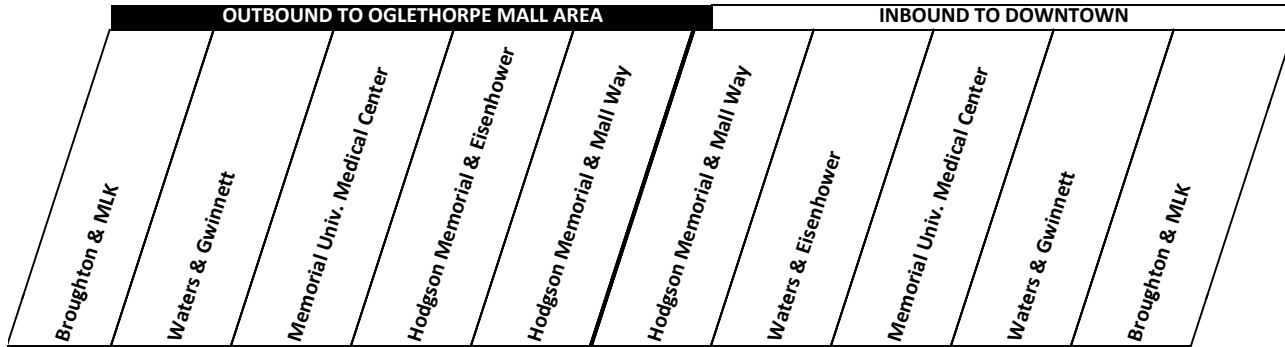 OUTBOUND TO OGLETHORPE MALL AREA
INBOUND TO DOWNTOWN
Broughton & MLK
Waters & Gwinnett
Memorial Univ. Medical Center
Hodgson Memorial & Eisenhower
Hodgson Memorial & Mall Way
Hodgson Memorial & Mall Way
Waters & Eisenhower
Memorial Univ. Medical Center
Waters & Gwinnett
Broughton & MLK